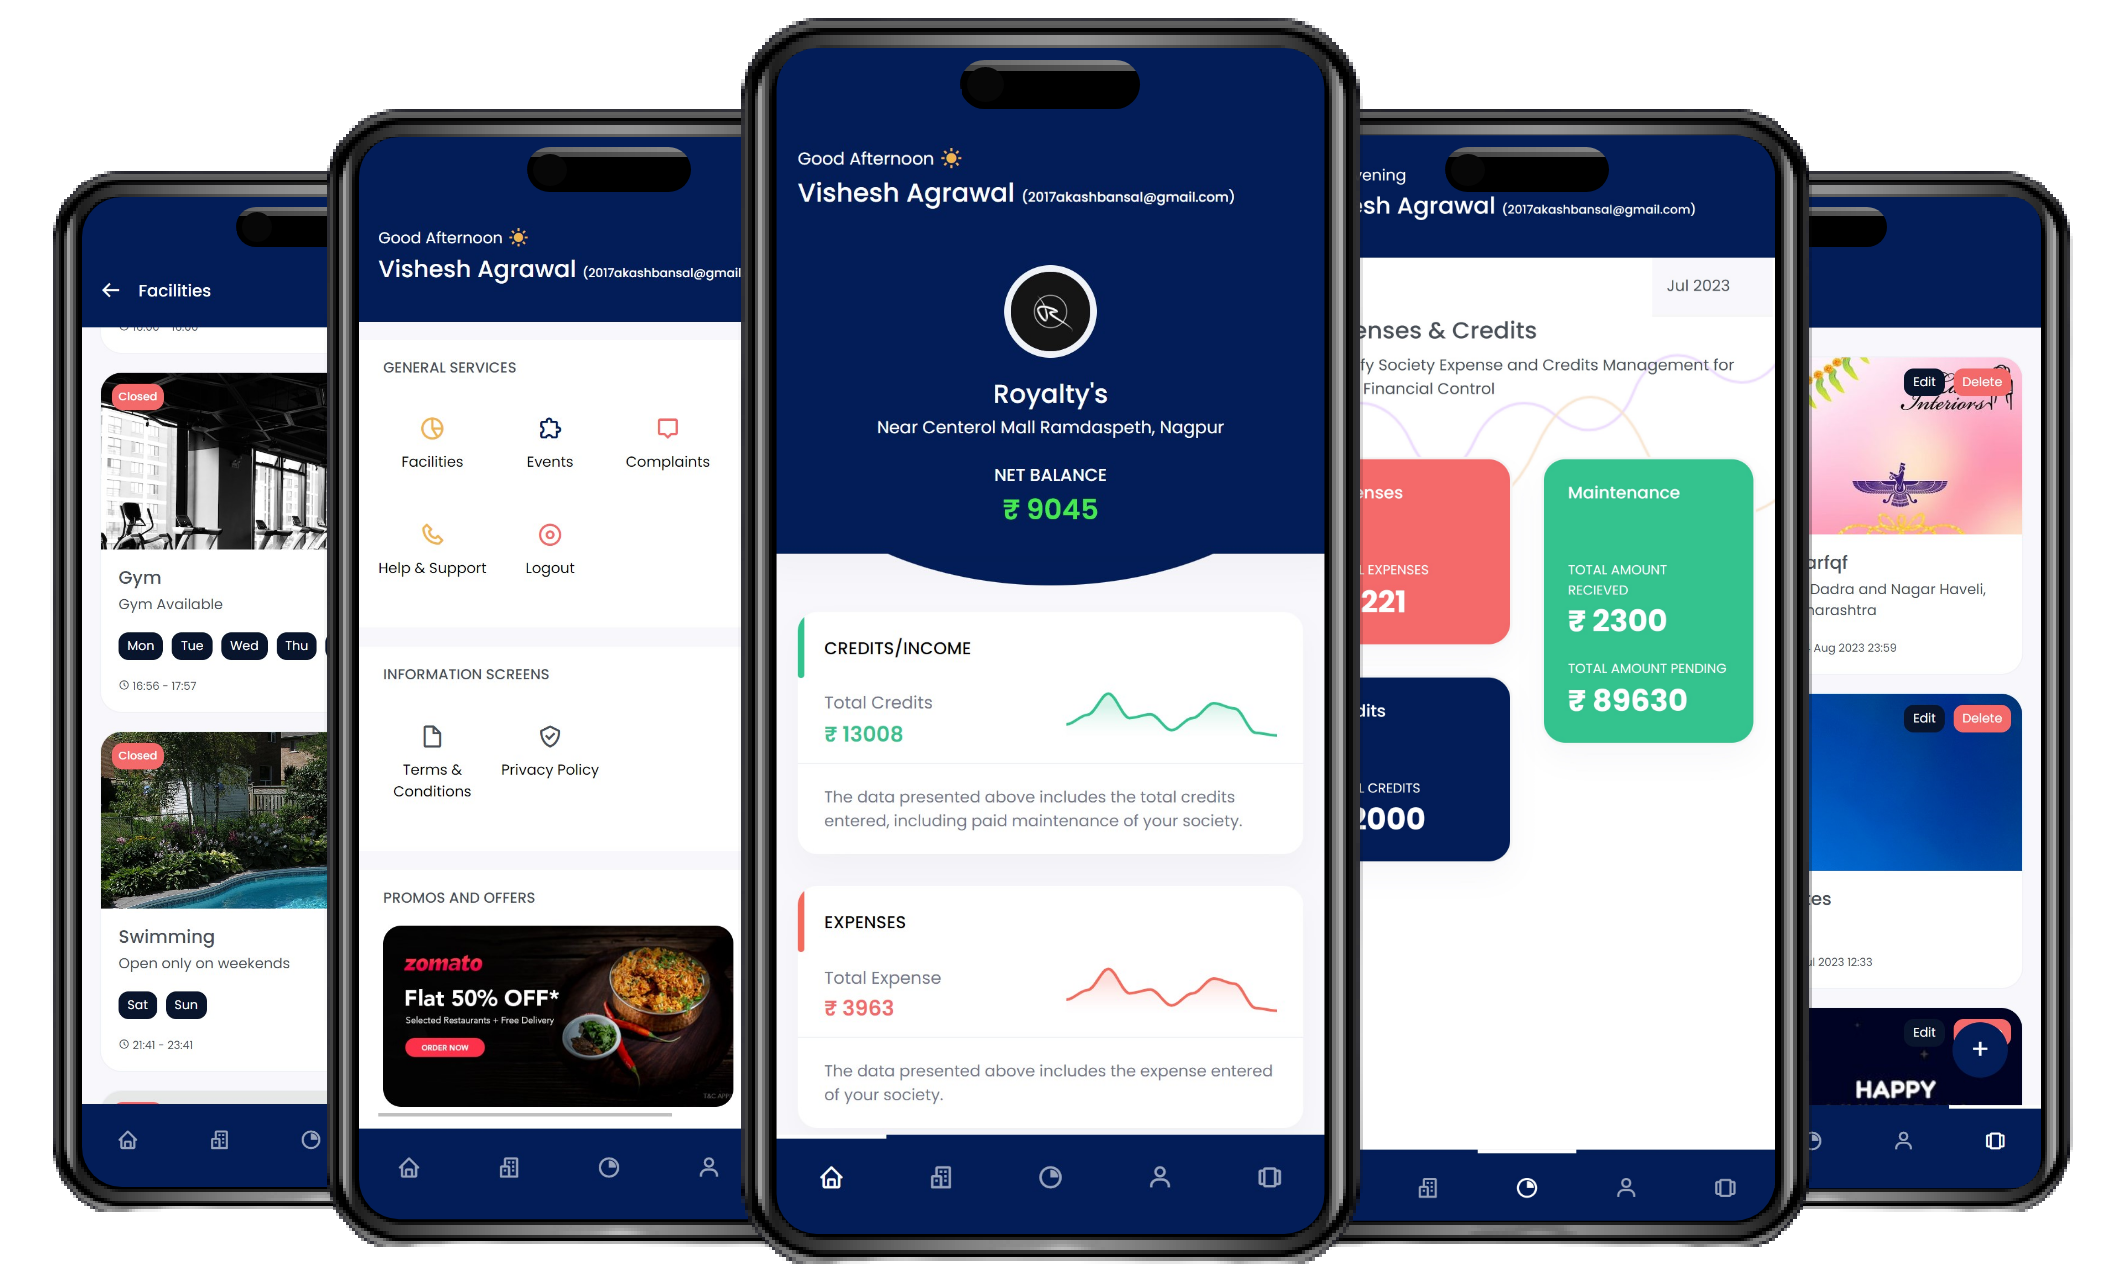 Facilities
Closed
Gym
Gym Available
Mon Tue Wed Thu
16:56 - 17:57
Closed
Swimming
Open only on weekends
Sat Sun
21:41 - 23:41
Good Afternoon
Vishesh Agrawal (2017akashbansal@gmail
GENERAL SERVICES
Facilities Events Complaints
Help & Support Logout
INFORMATION SCREENS
Terms & Conditions
Privacy Policy
PROMOS AND OFFERS
zomato
Flat 50% OFF*
Selected Restaurants + Free Delivery
ORDER NOW
Good Afternoon
Vishesh Agrawal (2017akashbansal@gmail.com)
Royalty's
Near Centerol Mall Ramdaspeth, Nagpur
NET BALANCE
₹ 9045
CREDITS/INCOME
Total Credits
₹ 13008
The data presented above includes the total credits
entered, including paid maintenance of your society.
EXPENSES
Total Expense
₹ 3963
The data presented above includes the expense entered
of your society.
vening
sh Agrawal (2017akashbansal@gmail.com)
Jul 2023
enses & Credits
fy Society Expense and Credits Management for
Financial Control
enses
L EXPENSES
221
dits
L CREDITS
2000
Maintenance
TOTAL AMOUNT
RECIEVED
₹ 2300
TOTAL AMOUNT PENDING
₹ 89630
Edit Delete
Interiors
arfqf
Dadra and Nagar Haveli,
harashtra
Aug 2023 23:59
Edit Delete
es
ul 2023 12:33
Edit
+
HAPPY